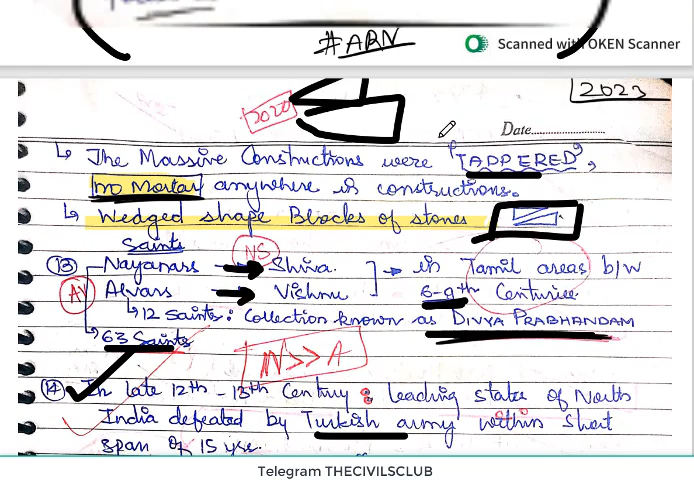 #ARN
Scanned with TOKEN Scanner
2023
2020
Date
↳ The Massive Constructions were "TAPPERED",
no Mortar anywhere in constructions.
↳ Wedged shape Blocks of stones
Saints
NS
(13) Nayanars → Shiva. ] → in Tamil areas b/w
AV Alvars → Vishnu 6-9th Centuries
↳ 12 saints: Collection known as DIVYA PRABHANDAM
↳ 63 Saints
N>>A
(14) In late 12th - 13th Century: leading states of North
India defeated by Turkish army within short
span of 15 yrs.
Telegram THECIVILSCLUB